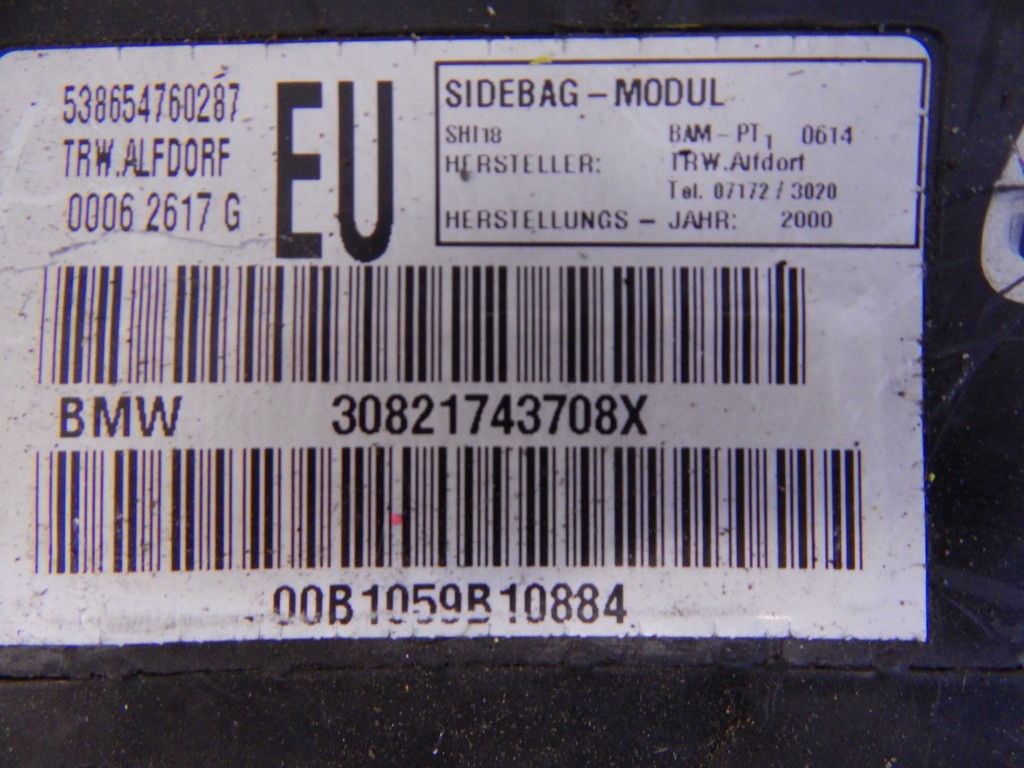 538654760287
TRW.ALFDORF
0006 2617 G
EU
SIDEBAG - MODUL
SHI18 BAM - PT1 0614
HERSTELLER: TRW.Alfdorf
Tel. 07172 / 3020
HERSTELLUNGS - JAHR: 2000
BMW 30821743708X
00B1059B10884